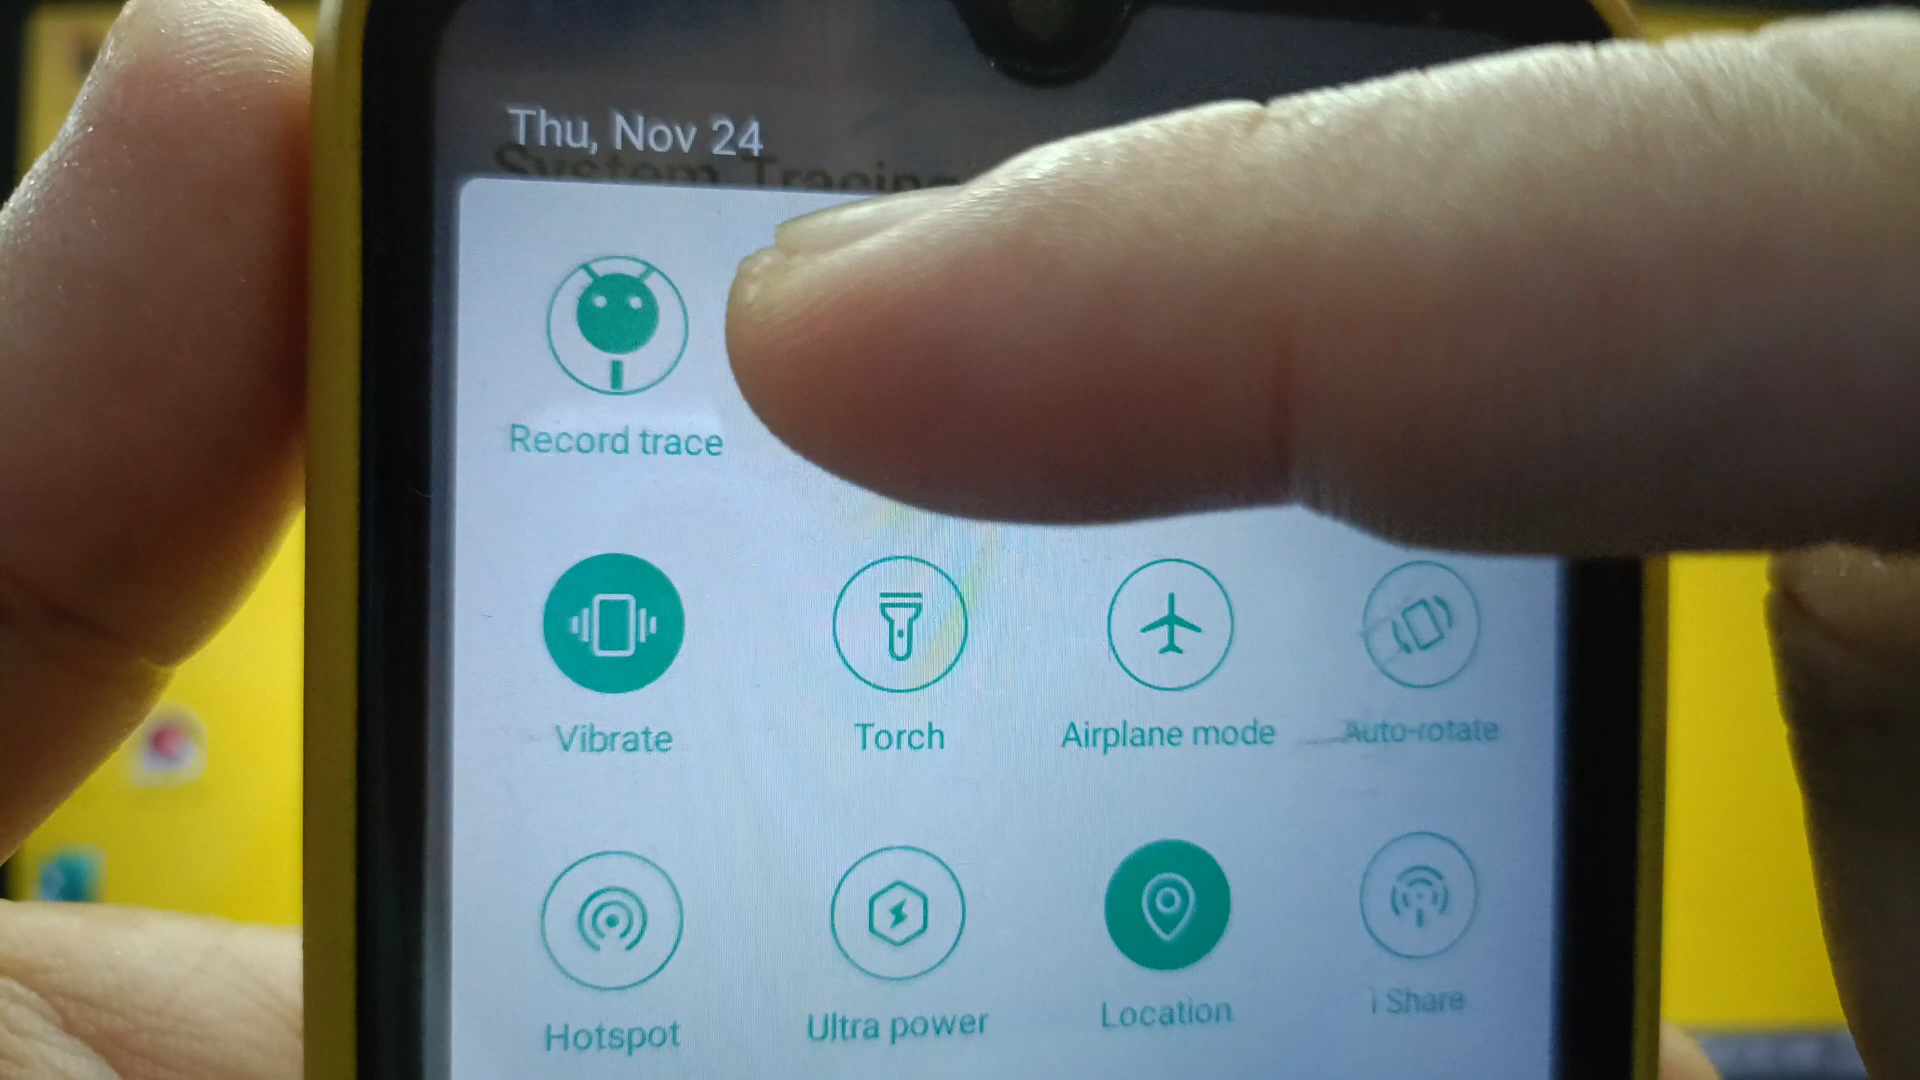 Thu, Nov 24
System Tracing
Record trace
Vibrate
Torch
Airplane mode
Auto-rotate
Hotspot
Ultra power
Location
i Share